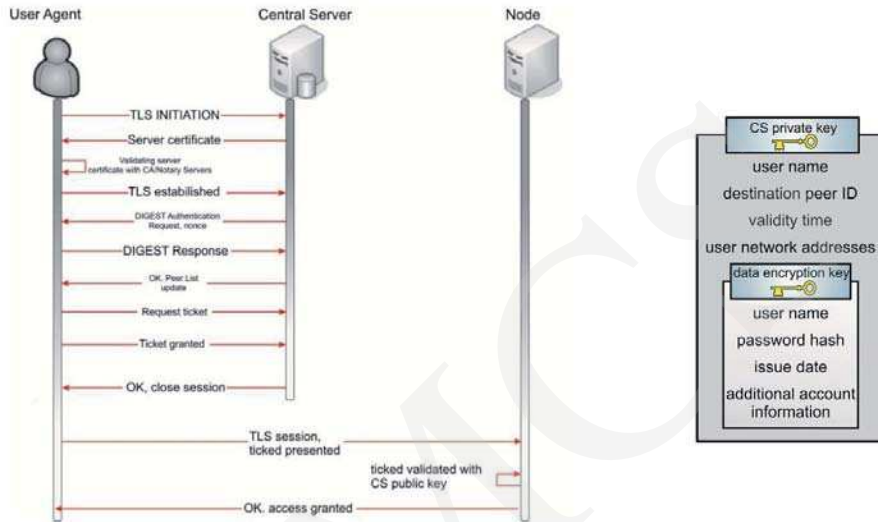 User Agent
Central Server
Node
TLS INITIATION
Server certificate
Validating server
certificate with CA/Notary Servers
TLS estabilished
DIGEST Authentication
Request, nonce
DIGEST Response
OK. Peer List
update
Request ticket
Ticket granted
OK, close session
TLS session,
ticked presented
ticked validated with
CS public key
OK. access granted
CS private key
user name
destination peer ID
validity time
user network addresses
data encryption key
user name
password hash
issue date
additional account
information